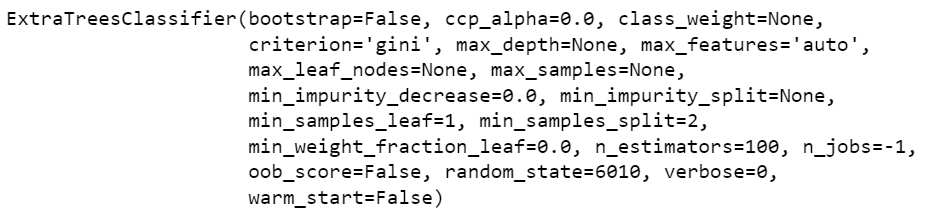 ExtraTreesClassifier(bootstrap=False, ccp_alpha=0.0, class_weight=None,
criterion='gini', max_depth=None, max_features='auto',
max_leaf_nodes=None, max_samples=None,
min_impurity_decrease=0.0, min_impurity_split=None,
min_samples_leaf=1, min_samples_split=2,
min_weight_fraction_leaf=0.0, n_estimators=100, n_jobs=-1,
oob_score=False, random_state=6010, verbose=0,
warm_start=False)